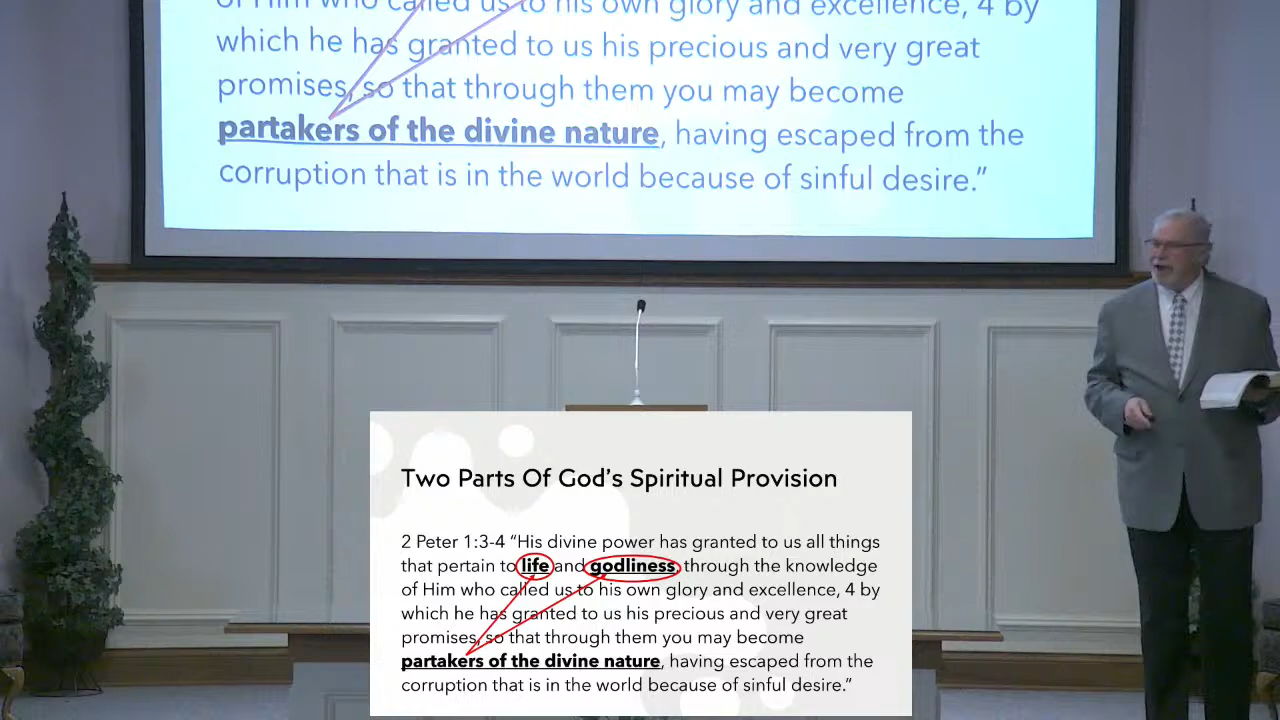 of Him who called us to his own glory and excellence, 4 by
which he has granted to us his precious and very great
promises, so that through them you may become
partakers of the divine nature, having escaped from the
corruption that is in the world because of sinful desire.”
Two Parts Of God’s Spiritual Provision
2 Peter 1:3-4 “His divine power has granted to us all things
that pertain to life and godliness, through the knowledge
of Him who called us to his own glory and excellence, 4 by
which he has granted to us his precious and very great
promises, so that through them you may become
partakers of the divine nature, having escaped from the
corruption that is in the world because of sinful desire.”